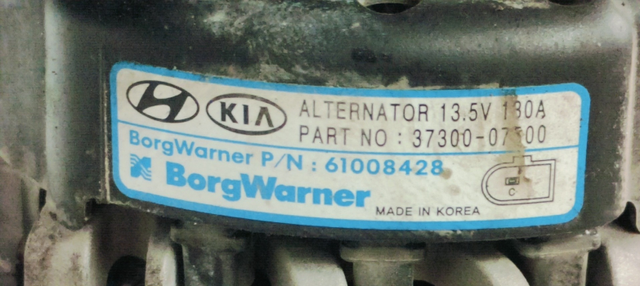 KIA ALTERNATOR 13.5V
PART NO :
BorgWarner P/N : 61008428
BorgWarner
C
MADE IN KOREA